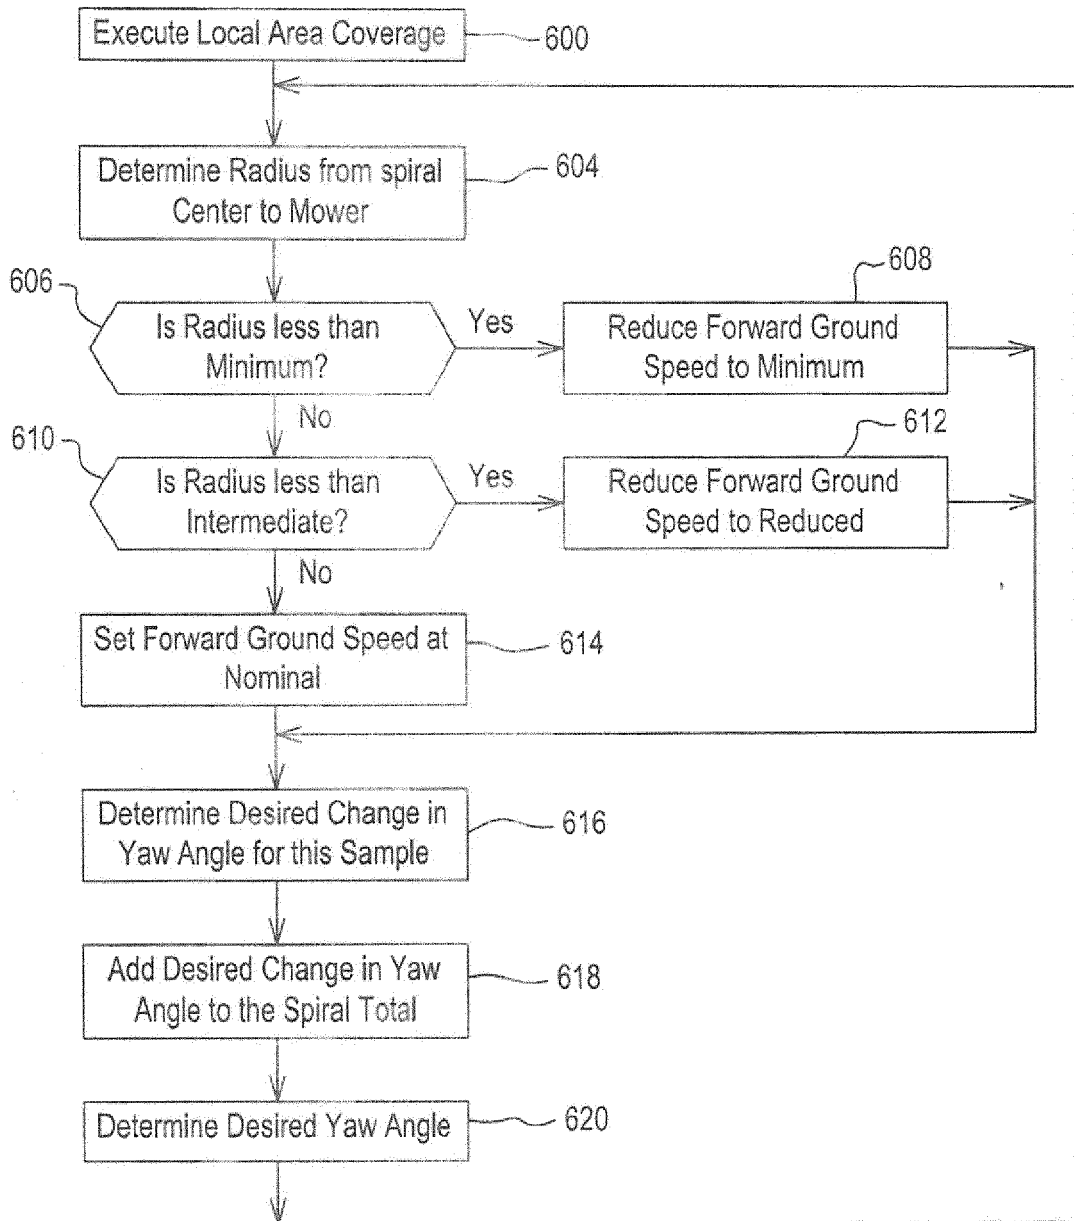 Execute Local Area Coverage
600
Determine Radius from spiral
Center to Mower
604
606
Is Radius less than
Minimum?
Yes
608
Reduce Forward Ground
Speed to Minimum
No
610
Is Radius less than
Intermediate?
Yes
612
Reduce Forward Ground
Speed to Reduced
No
Set Forward Ground Speed at
Nominal
614
Determine Desired Change in
Yaw Angle for this Sample
616
Add Desired Change in Yaw
Angle to the Spiral Total
618
Determine Desired Yaw Angle
620